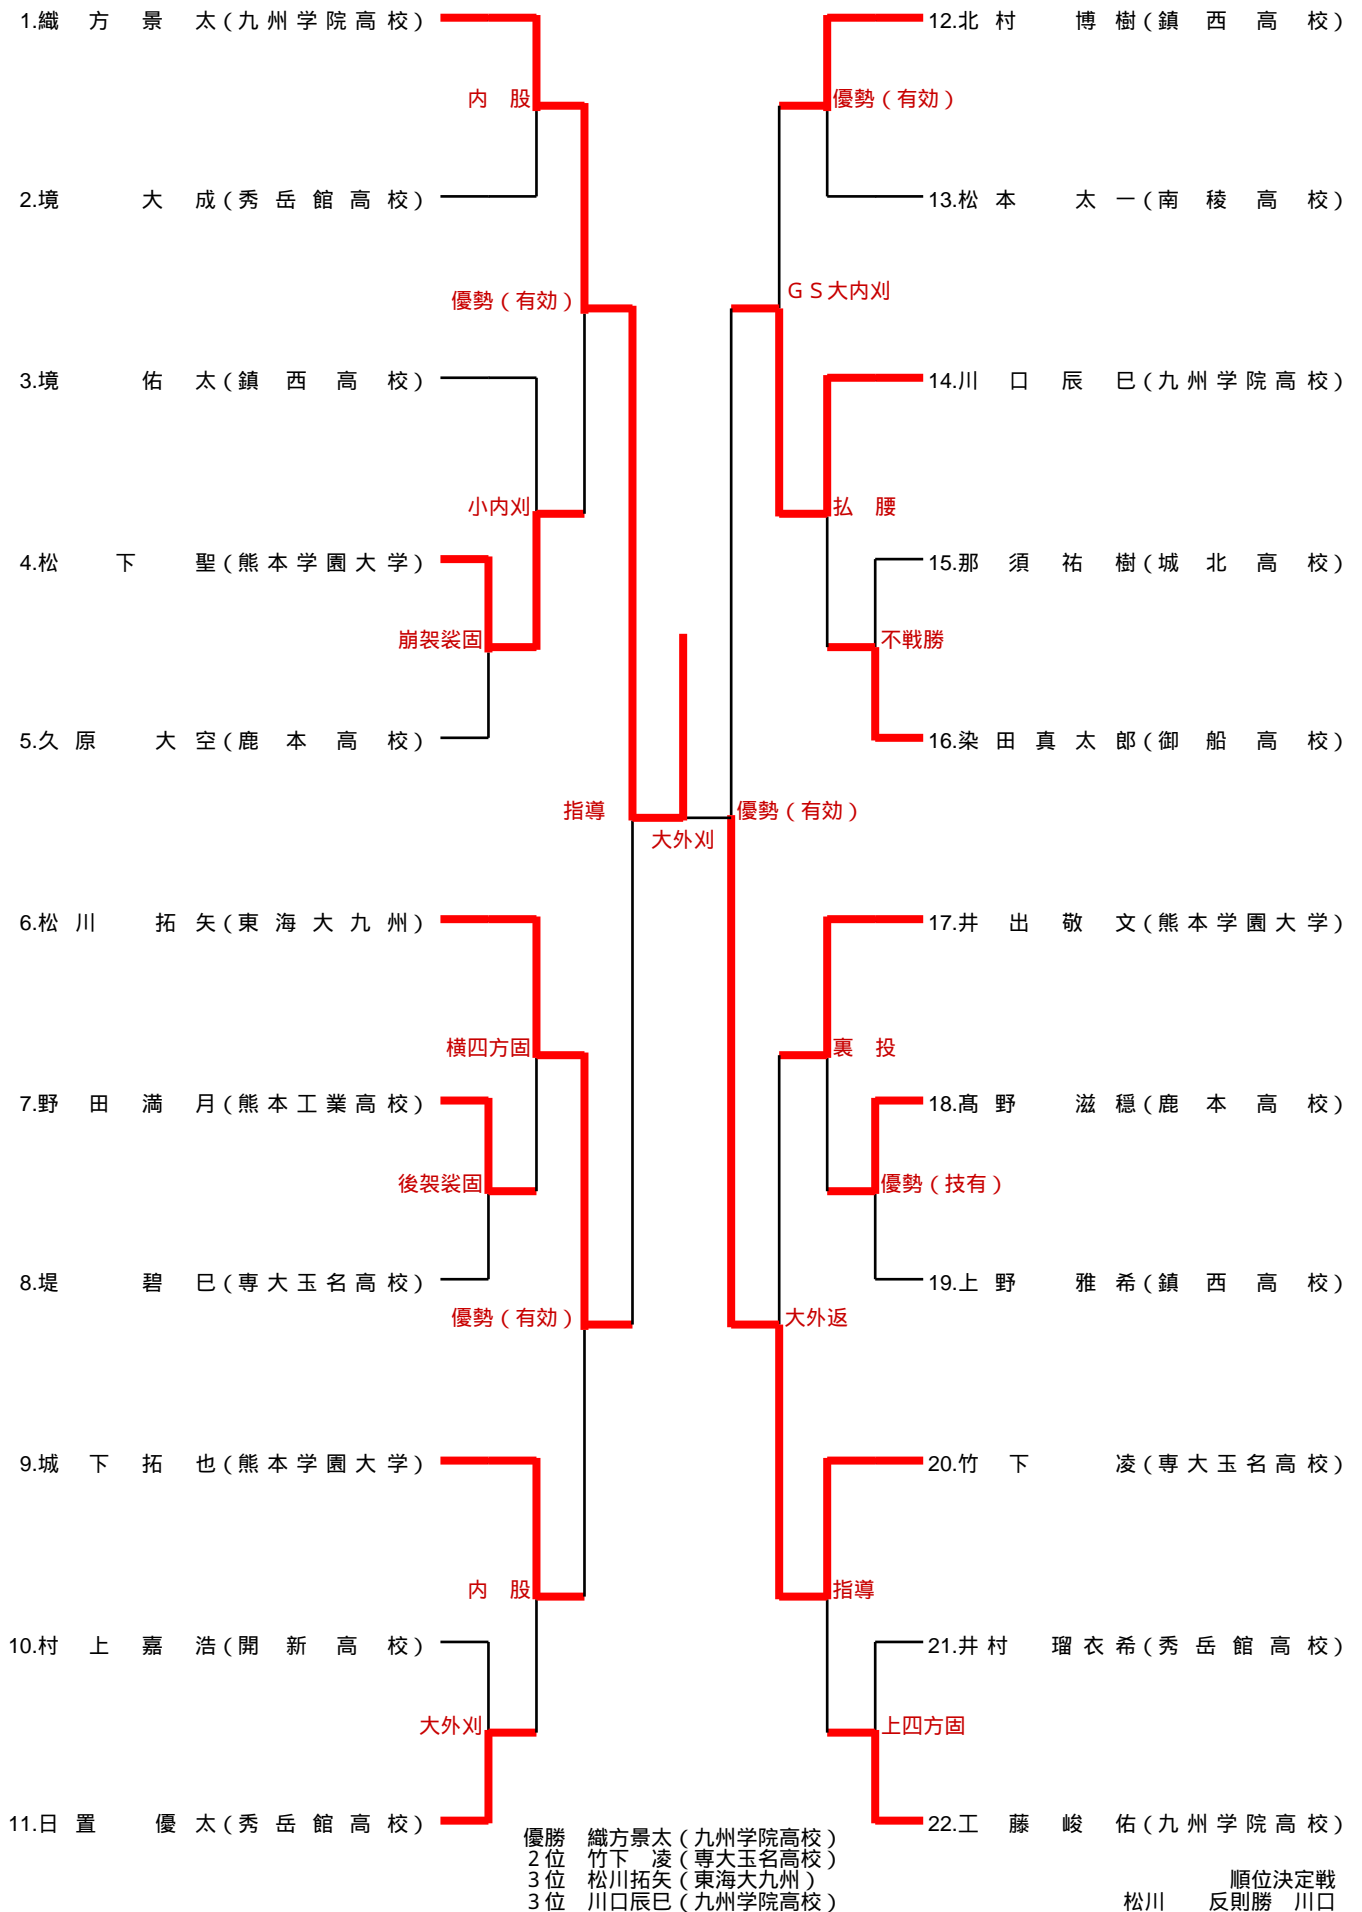 1.織方景太(九州学院高校)
12.北村博樹(鎮西高校)
内股
優勢(有効)
2.境大成(秀岳館高校)
13.松本太一(南稜高校)
優勢(有効)
GS大内刈
3.境佑太(鎮西高校)
14.川口辰巳(九州学院高校)
小内刈
払腰
4.松下聖(熊本学園大学)
15.那須祐樹(城北高校)
崩袈裟固
不戦勝
5.久原大空(鹿本高校)
16.染田真太郎(御船高校)
指導
大外刈
優勢(有効)
6.松川拓矢(東海大九州)
17.井出敬文(熊本学園大学)
横四方固
裏投
7.野田満月(熊本工業高校)
18.髙野滋穏(鹿本高校)
後袈裟固
優勢(技有)
8.堤碧巳(専大玉名高校)
19.上野雅希(鎮西高校)
優勢(有効)
大外返
9.城下拓也(熊本学園大学)
20.竹下凌(専大玉名高校)
内股
指導
10.村上嘉浩(開新高校)
21.井村瑠衣希(秀岳館高校)
大外刈
上四方固
11.日置優太(秀岳館高校)
22.工藤峻佑(九州学院高校)
優勝 織方景太(九州学院高校)
2位 竹下 凌(専大玉名高校)
3位 松川拓矢(東海大九州)
3位 川口辰巳(九州学院高校)
順位決定戦
松川 反則勝 川口